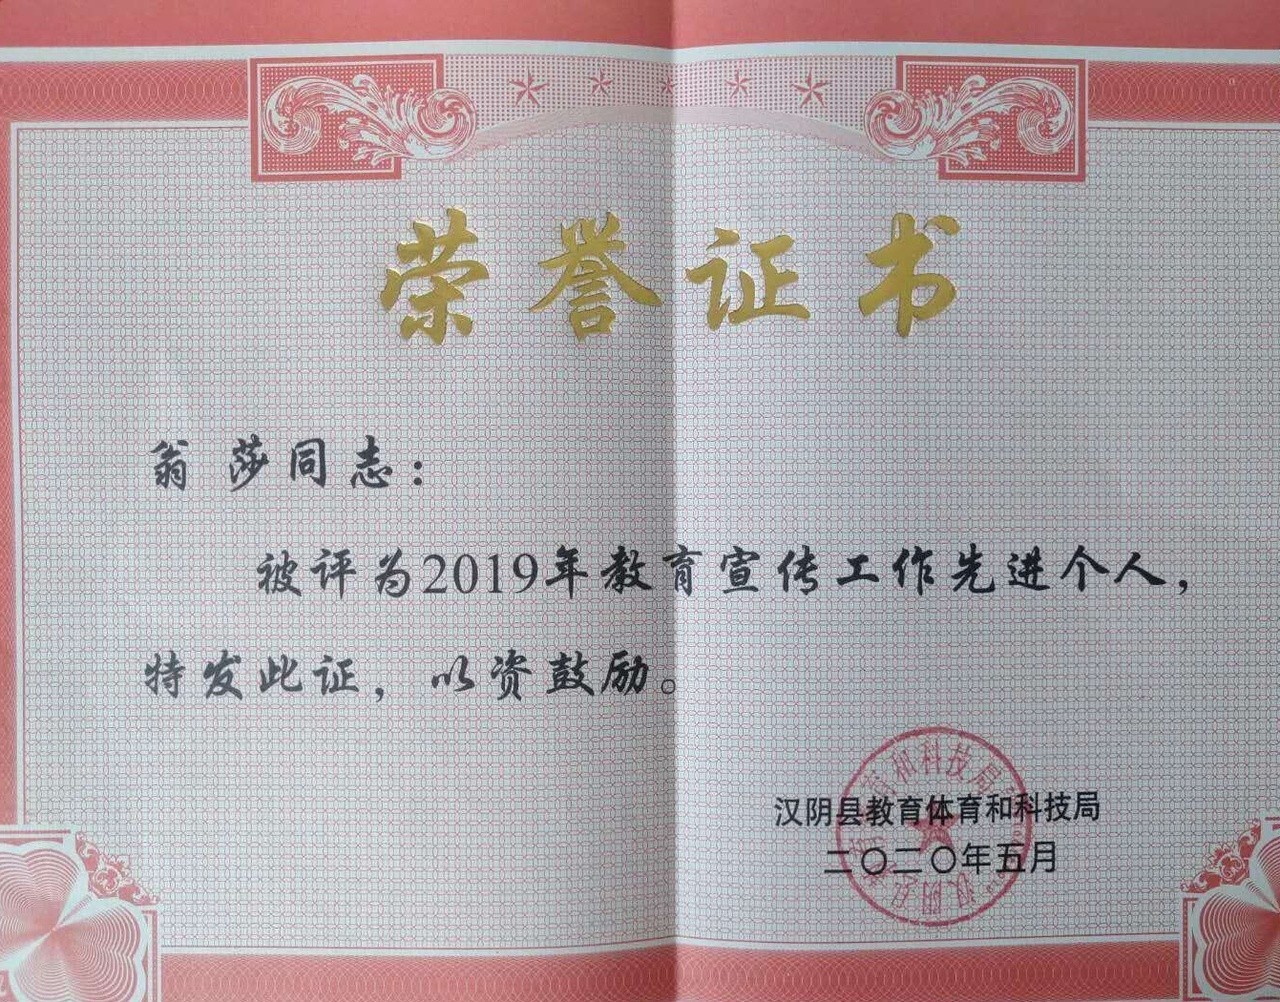 荣誉证书
翁 莎同志：
被评为2019年教育宣传工作先进个人，
特发此证，以资鼓励。
汉阴县教育体育和科技局
二〇二〇年五月